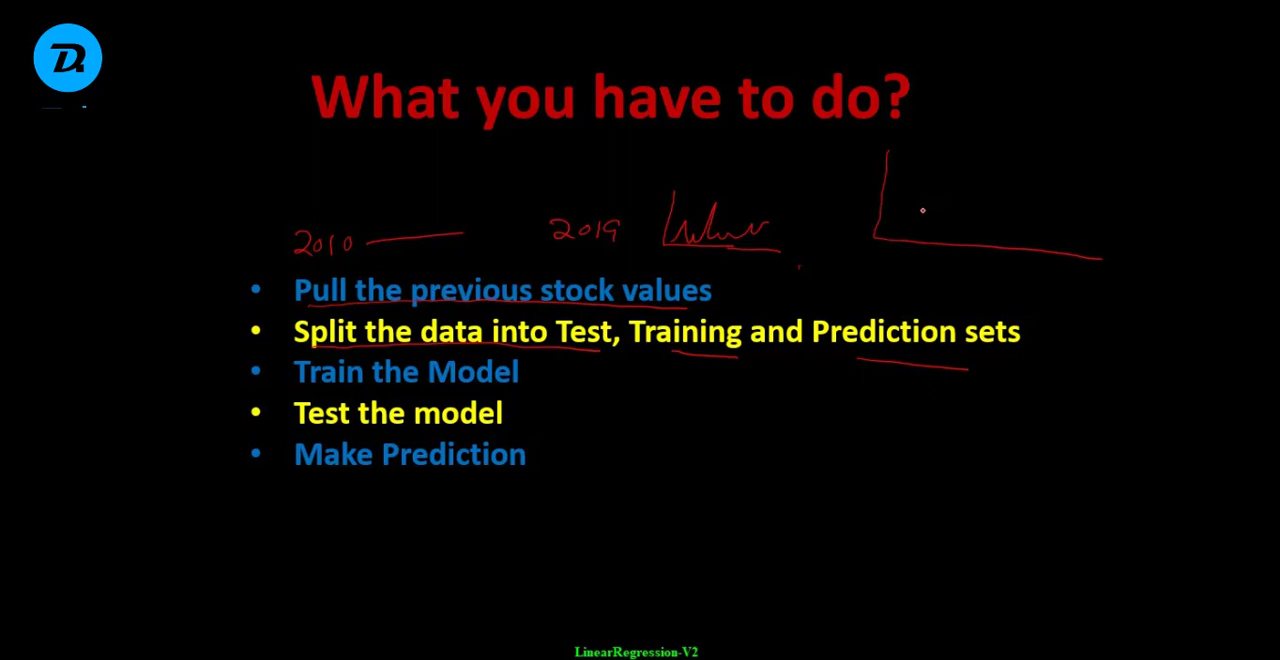 What you have to do?
2010 2019
• Pull the previous stock values
• Split the data into Test, Training and Prediction sets
• Train the Model
• Test the model
• Make Prediction
LinearRegression-V2